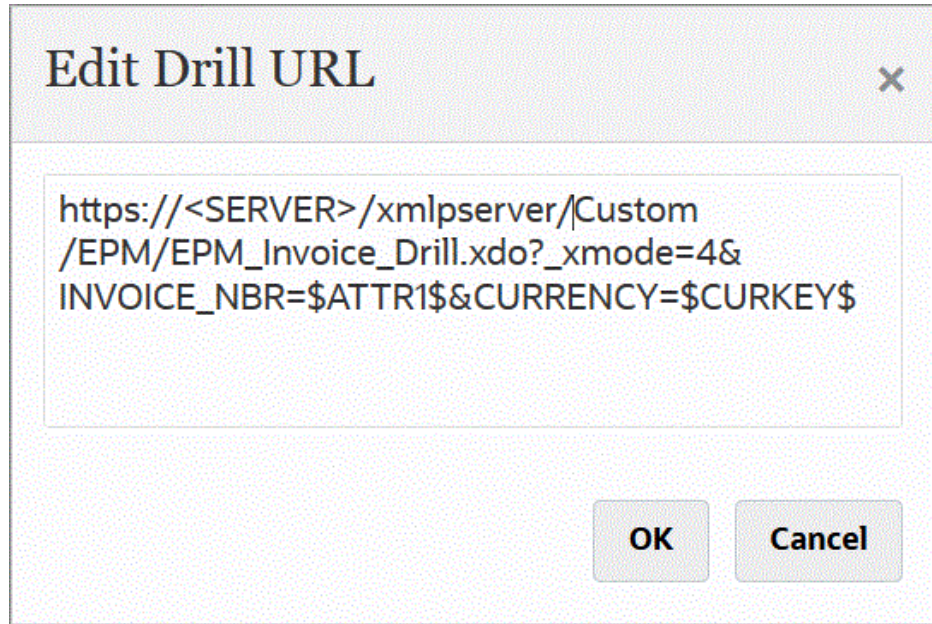 Edit Drill URL
https://<SERVER>/xmlpserver/Custom
/EPM/EPM_Invoice_Drill.xdo?_xmode=4&
INVOICE_NBR=$ATTR1$&CURRENCY=$CURKEY$
OK Cancel